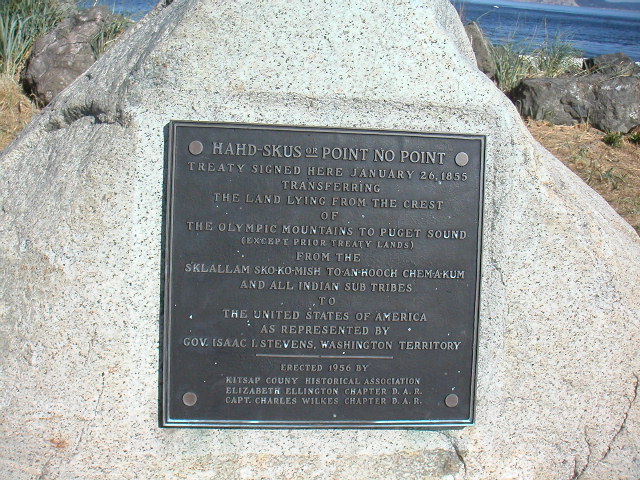 HAHD-SKUS OR POINT NO POINT
TREATY SIGNED HERE JANUARY 26, 1855
TRANSFERRING
THE LAND LYING FROM THE CREST
OF
THE OLYMPIC MOUNTAINS TO PUGET SOUND
(EXCEPT PRIOR TREATY LANDS)
FROM THE
SKLALLAM SKO-KO-MISH TO-AN-HOOCH CHEM-A-KUM
AND ALL INDIAN SUB TRIBES
TO
THE UNITED STATES OF AMERICA
AS REPRESENTED BY
GOV. ISAAC I. STEVENS, WASHINGTON TERRITORY
ERECTED 1956 BY
KITSAP COUNY HISTORICAL ASSOCIATION
ELIZABETH ELLINGTON CHAPTER D. A. R.
CAPT. CHARLES WILKES CHAPTER D. A. R.